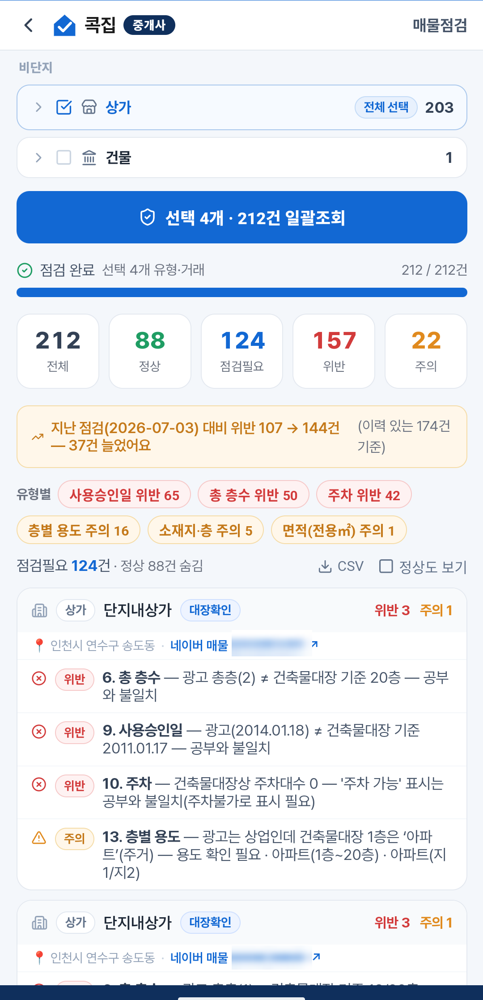 콕집 중개사 매물점검
비단지
상가 전체 선택 203
건물 1
선택 4개 · 212건 일괄조회
점검 완료 선택 4개 유형·거래 212 / 212건
212 88 124 157 22
전체 정상 점검필요 위반 주의
지난 점검(2026-07-03) 대비 위반 107 → 144건 (이력 있는 174건
— 37건 늘었어요 기준)
유형별 사용승인일 위반 65 총 층수 위반 50 주차 위반 42
층별 용도 주의 16 소재지·층 주의 5 면적(전용㎡) 주의 1
점검필요 124건 · 정상 88건 숨김 CSV 정상도 보기
상가 단지내상가 대장확인 위반 3 주의 1
인천시 연수구 송도동 · 네이버 매물 ↗
위반 6. 총 층수 — 광고 총층(2) ≠ 건축물대장 기준 20층 — 공부
와 불일치
위반 9. 사용승인일 — 광고(2014.01.18) ≠ 건축물대장 기준
2011.01.17 — 공부와 불일치
위반 10. 주차 — 건축물대장상 주차대수 0 — '주차 가능' 표시는
공부와 불일치(주차불가로 표시 필요)
주의 13. 층별 용도 — 광고는 상업인데 건축물대장 1층은 ‘아파
트’(주거) — 용도 확인 필요 · 아파트(1층~20층) · 아파트(지
1/지2)
상가 단지내상가 대장확인 위반 3 주의 1
인천시 연수구 송도동 · 네이버 매물 ↗